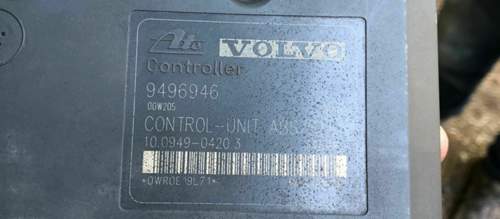 Ate VOLVO
Controller
9496946
00W205
CONTROL-UNIT
10.0949-0420.3
*0WR0E19L71*